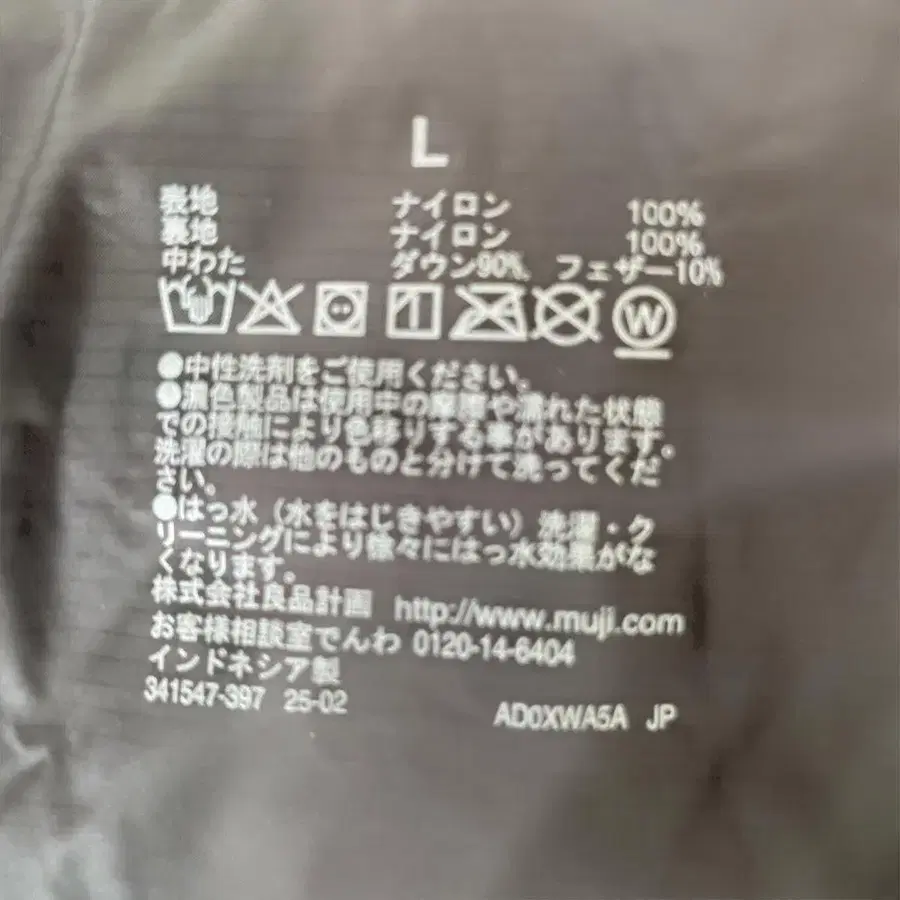 L
表地 ナイロン 100%
裏地 ナイロン 100%
中わた ダウン90% フェザー10%
W
●中性洗剤をご使用ください。
●濃色製品は使用中の摩擦や濡れた状態
での接触により色移りする事があります。
洗濯の際は他のものと分けて洗ってくだ
さい。
●はっ水（水をはじきやすい）洗濯・ク
リーニングにより徐々にはっ水効果がな
くなります。
株式会社良品計画 http://www.muji.com
お客様相談室でんわ 0120-14-6404
インドネシア製
341547-397 25-02
AD0XWA5A JP